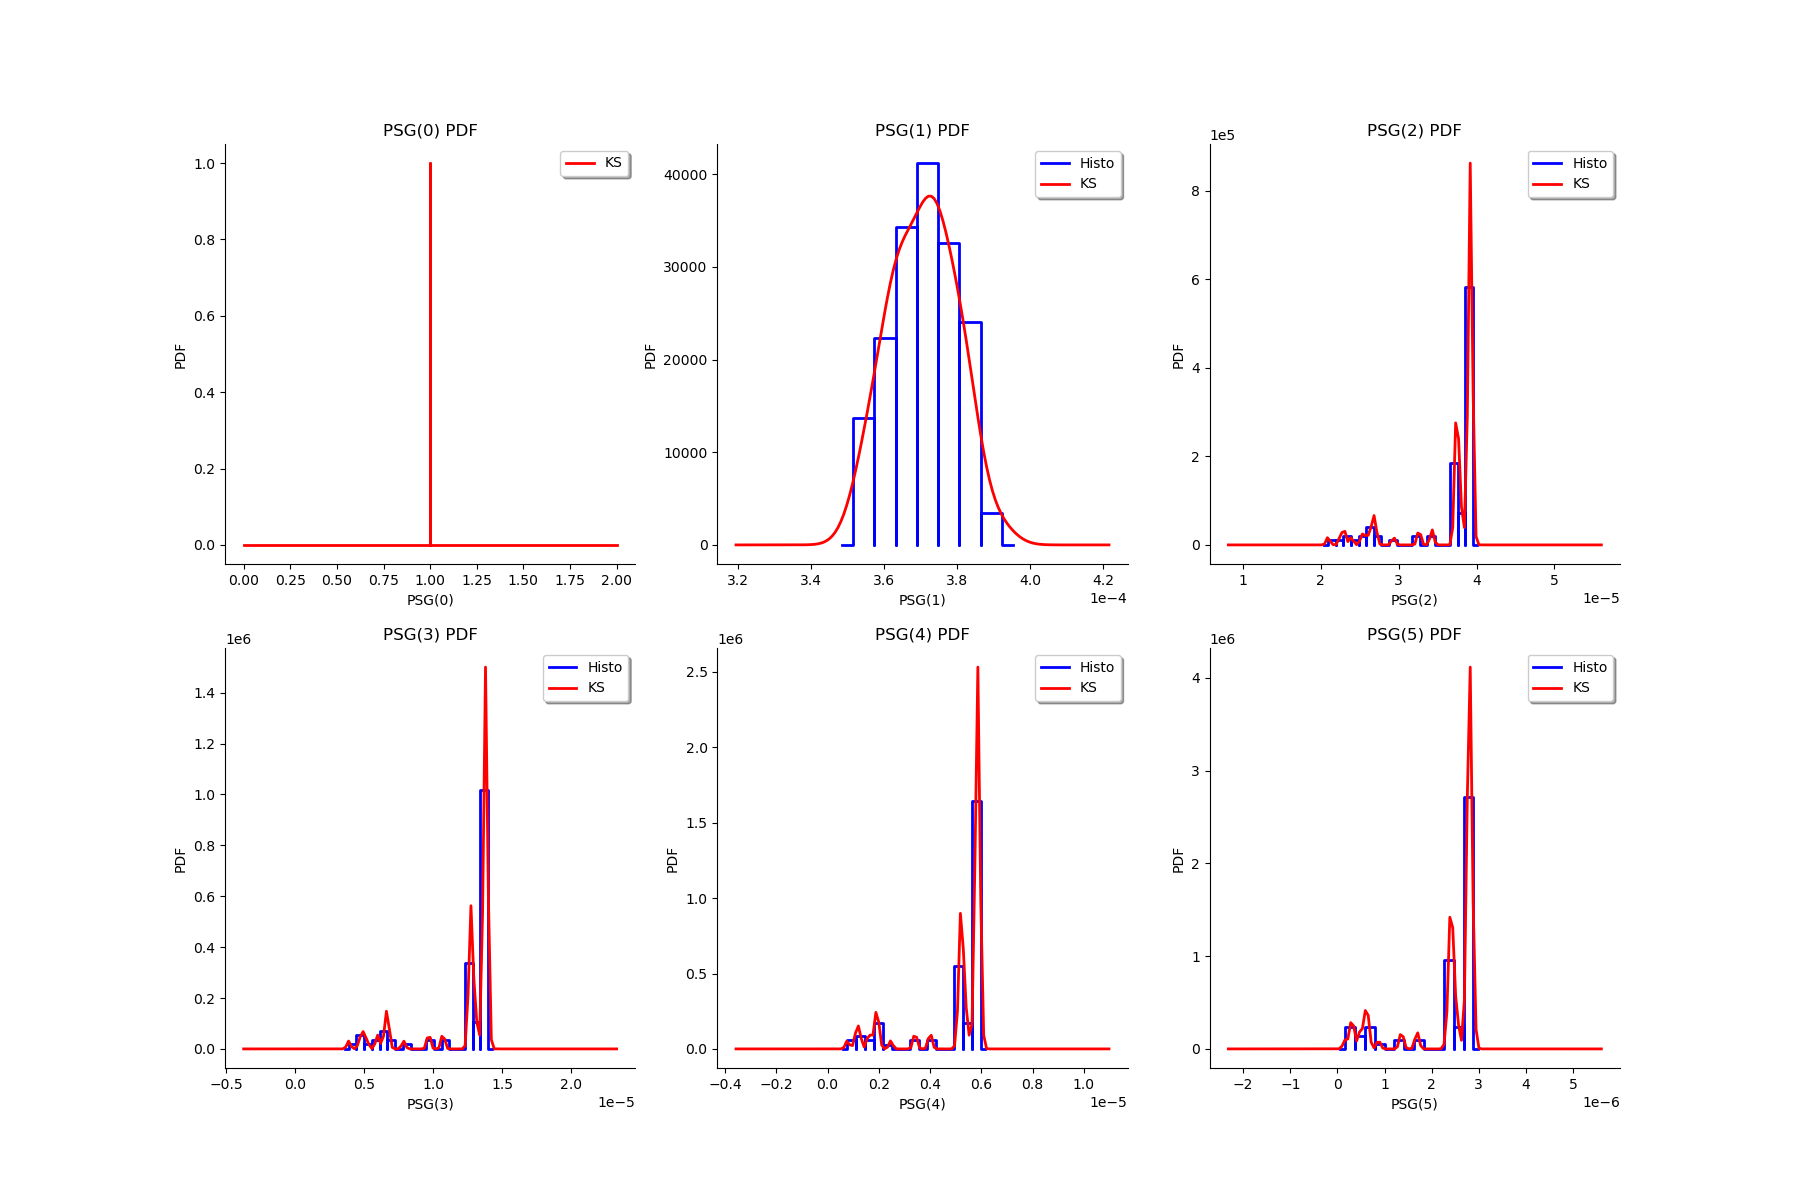 PSG(0) PDF
KS
PDF
1.0
0.8
0.6
0.4
0.2
0.0
0.00 0.25 0.50 0.75 1.00 1.25 1.50 1.75 2.00
PSG(0)
PSG(1) PDF
Histo
KS
PDF
40000
30000
20000
10000
0
3.2 3.4 3.6 3.8 4.0 4.2
PSG(1)
1e−4
PSG(2) PDF
1e5
Histo
KS
PDF
8
6
4
2
0
1 2 3 4 5
PSG(2)
1e−5
PSG(3) PDF
1e6
Histo
KS
PDF
1.4
1.2
1.0
0.8
0.6
0.4
0.2
0.0
−0.5 0.0 0.5 1.0 1.5 2.0
PSG(3)
1e−5
PSG(4) PDF
1e6
Histo
KS
PDF
2.5
2.0
1.5
1.0
0.5
0.0
−0.4 −0.2 0.0 0.2 0.4 0.6 0.8 1.0
PSG(4)
1e−5
PSG(5) PDF
1e6
Histo
KS
PDF
4
3
2
1
0
−2 −1 0 1 2 3 4 5
PSG(5)
1e−6